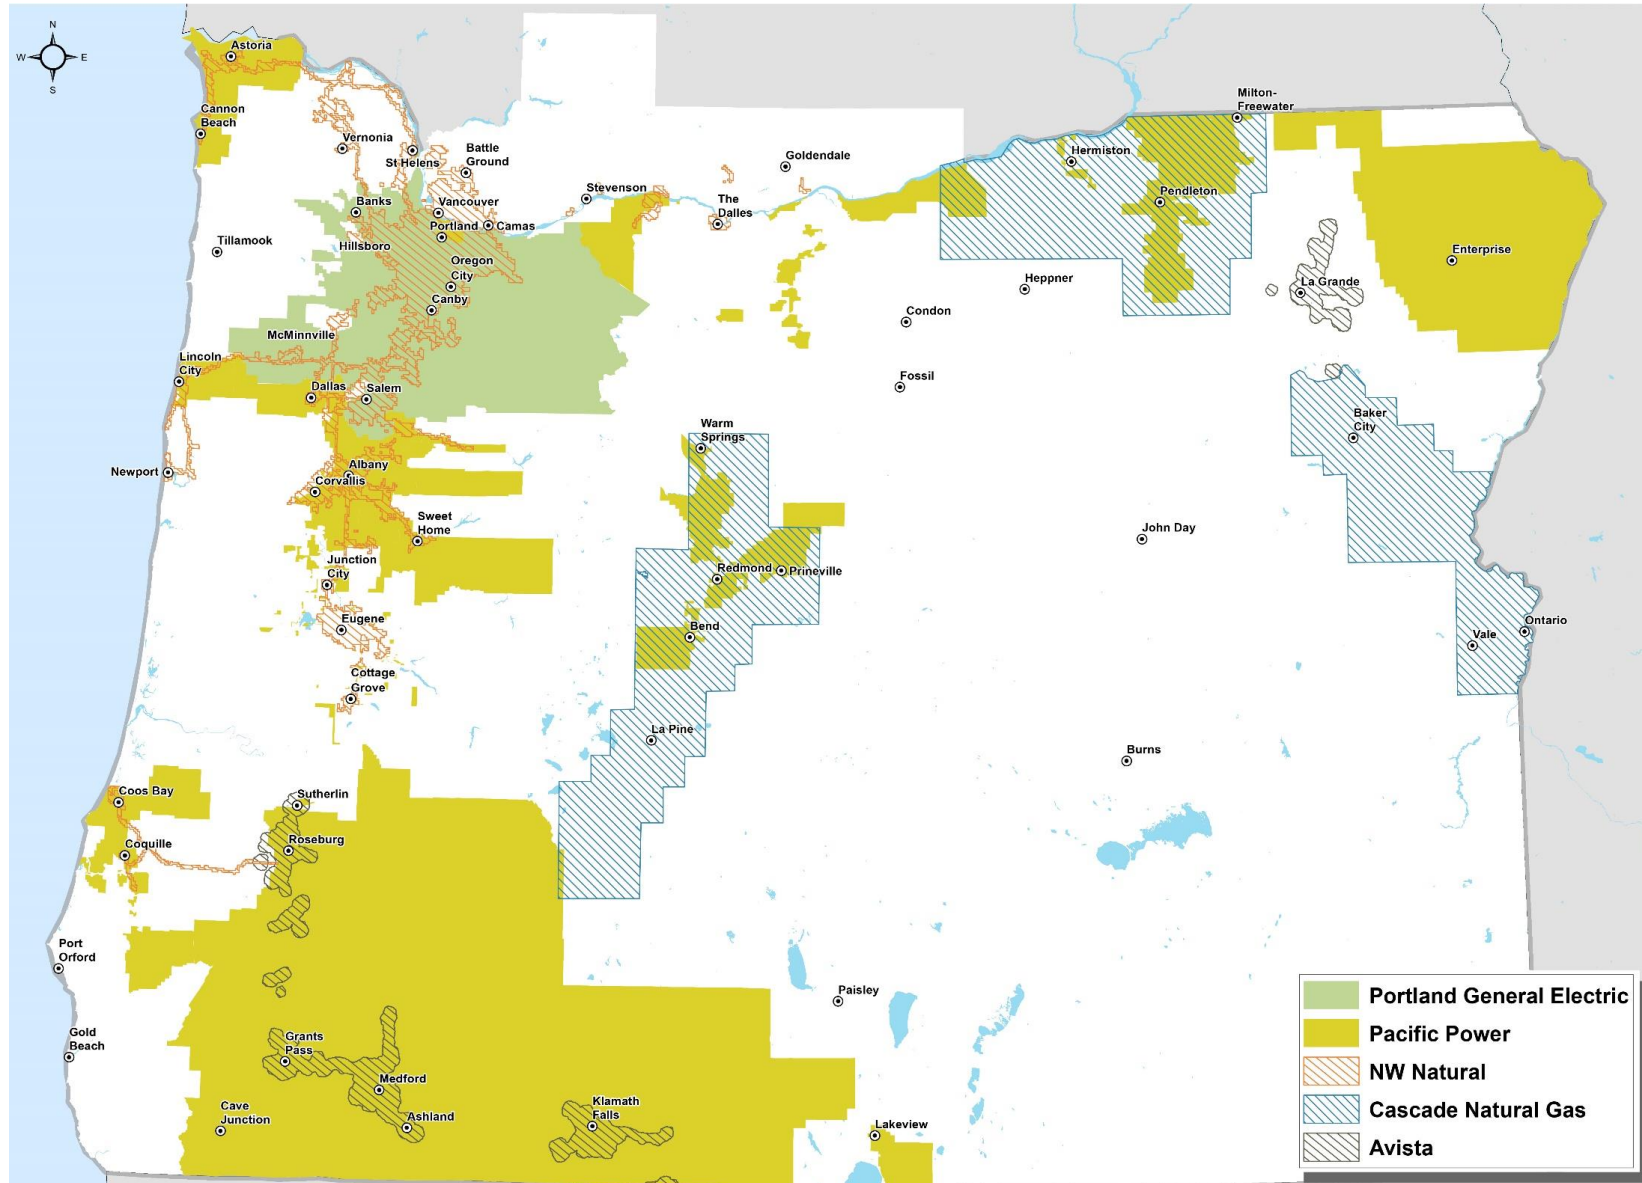 N
W
E
S
Astoria
Cannon
Beach
Vernonia
St Helens
Battle
Ground
Goldendale
Milton-
Freewater
Hermiston
Pendleton
Stevenson
The
Dalles
Banks
Vancouver
Portland
Camas
Hillsboro
Tillamook
Oregon
City
Canby
Enterprise
La Grande
Heppner
Condon
McMinnville
Lincoln
City
Dallas
Salem
Fossil
Baker
City
Warm
Springs
Newport
Albany
Corvallis
Sweet
Home
John Day
Junction
City
Redmond
Prineville
Eugene
Bend
Ontario
Vale
Cottage
Grove
La Pine
Burns
Coos Bay
Sutherlin
Coquille
Roseburg
Port
Orford
Paisley
Gold
Beach
Grants
Pass
Medford
Cave
Junction
Ashland
Klamath
Falls
Lakeview
Portland General Electric
Pacific Power
NW Natural
Cascade Natural Gas
Avista